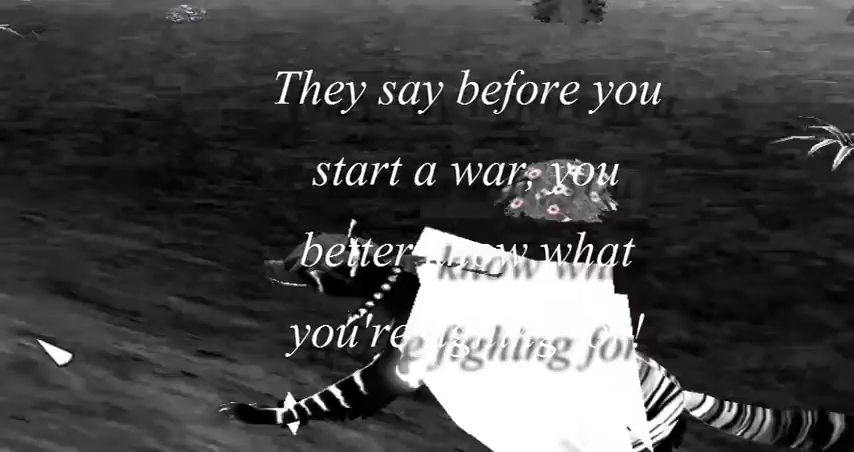 They say before you
start a war, you
better know what
you're fighting for!